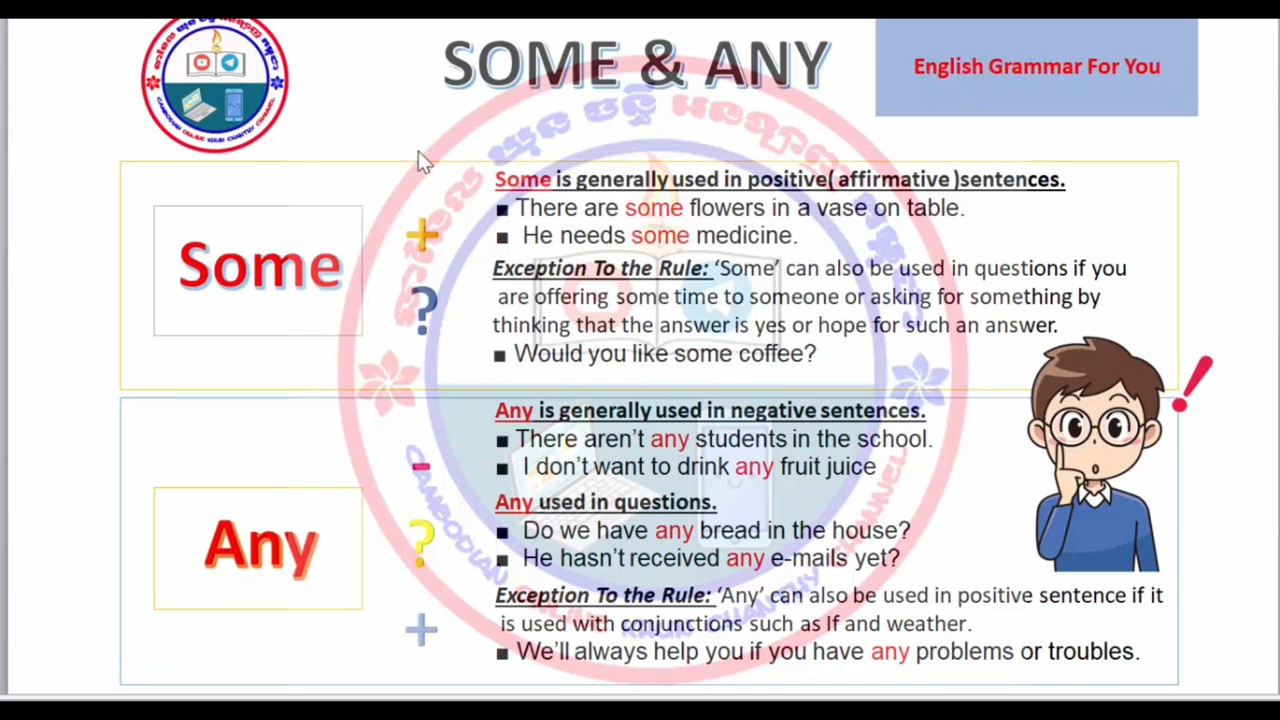 SOME & ANY
English Grammar For You
Some is generally used in positive( affirmative )sentences.
■ There are some flowers in a vase on table.
■ He needs some medicine.
Some
+
?
Exception To the Rule: ‘Some’ can also be used in questions if you
are offering some time to someone or asking for something by
thinking that the answer is yes or hope for such an answer.
■ Would you like some coffee?
Any is generally used in negative sentences.
■ There aren’t any students in the school.
■ I don’t want to drink any fruit juice
-
Any used in questions.
■ Do we have any bread in the house?
■ He hasn’t received any e-mails yet?
Any
?
Exception To the Rule: ‘Any’ can also be used in positive sentence if it
is used with conjunctions such as If and weather.
■ We’ll always help you if you have any problems or troubles.
+
!
CAMBODIAN ONLINE KHUN CHANTHY CHANNEL